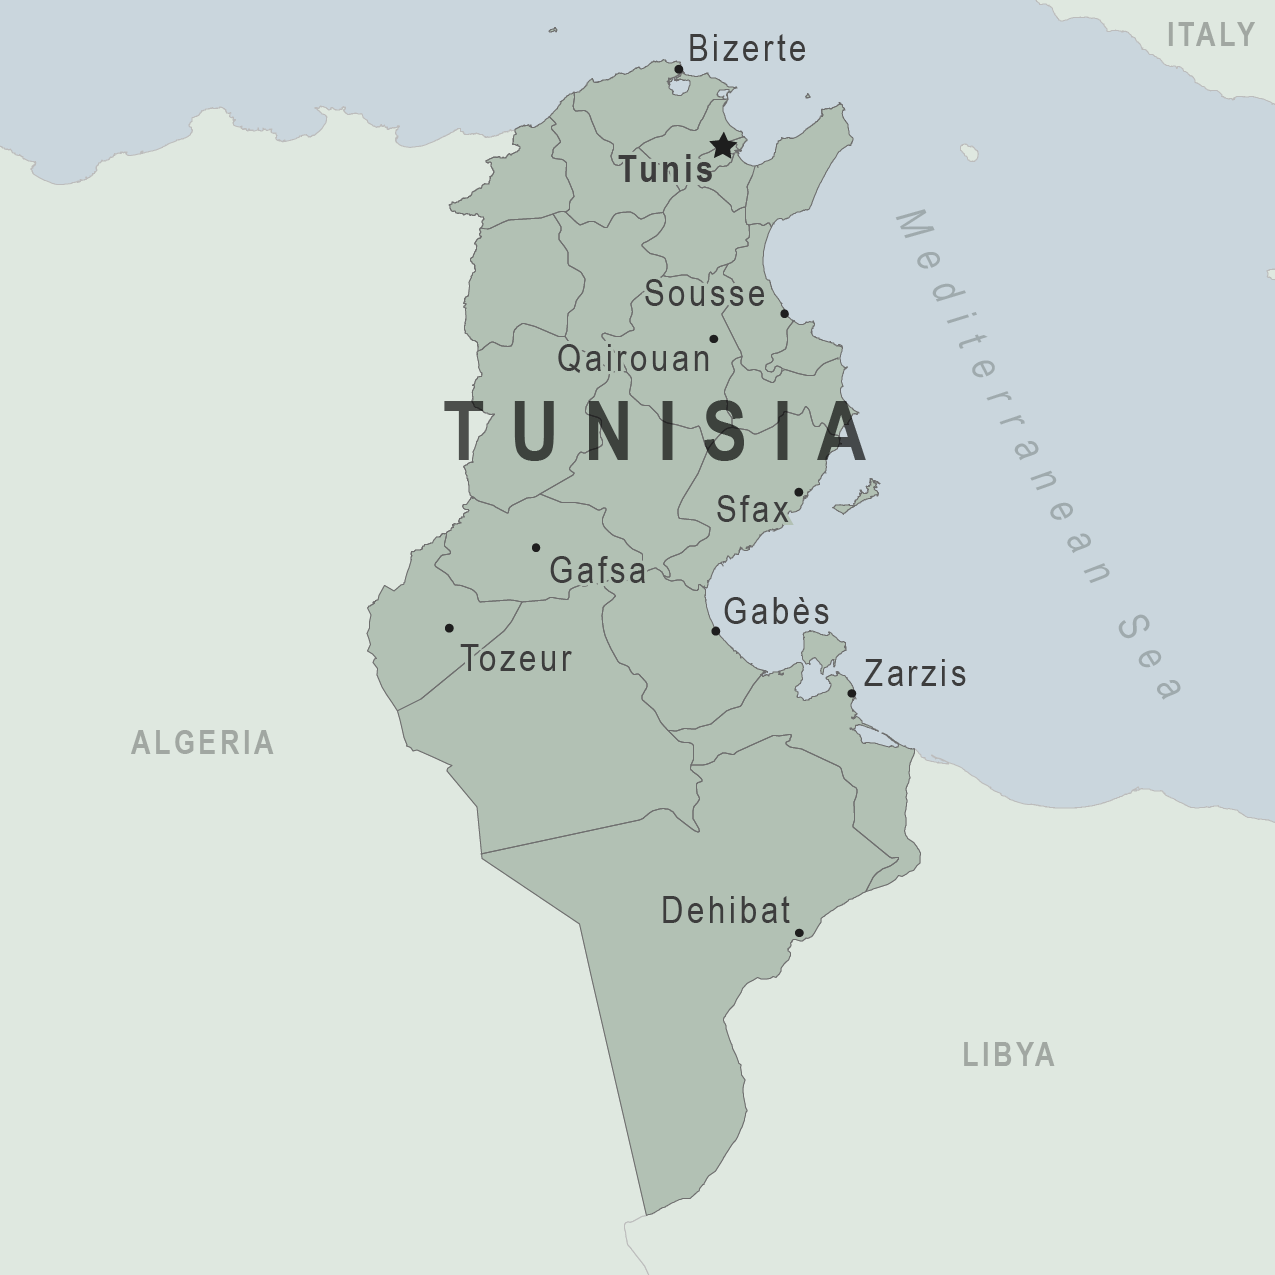 ITALY
Bizerte
Tunis
Mediterranean Sea
Sousse
Qairouan
TUNISIA
Sfax
Gafsa
Gabès
Tozeur
Zarzis
ALGERIA
Dehibat
LIBYA